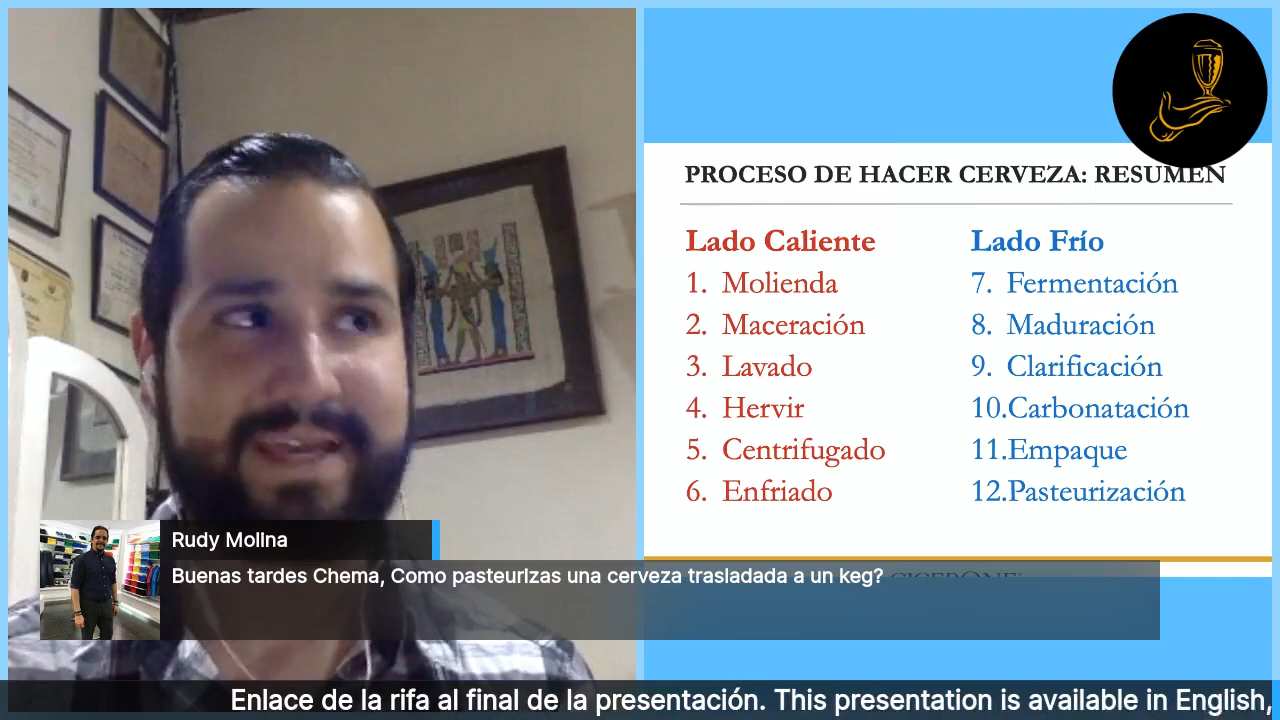 PROCESO DE HACER CERVEZA: RESUMEN
Lado Caliente
1. Molienda
2. Maceración
3. Lavado
4. Hervir
5. Centrifugado
6. Enfriado
Lado Frío
7. Fermentación
8. Maduración
9. Clarificación
10.Carbonatación
11.Empaque
12.Pasteurización
CICERONE
Rudy Molina
Buenas tardes Chema, Como pasteurizas una cerveza trasladada a un keg?
Enlace de la rifa al final de la presentación. This presentation is available in English,